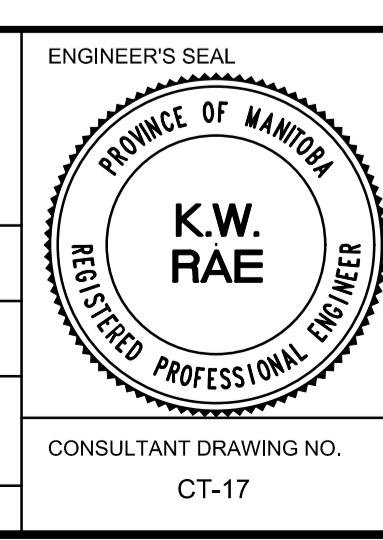 ENGINEER'S SEAL
PROVINCE OF MANITOBA
K.W.
RAE
REGISTERED PROFESSIONAL ENGINEER
CONSULTANT DRAWING NO.
CT-17